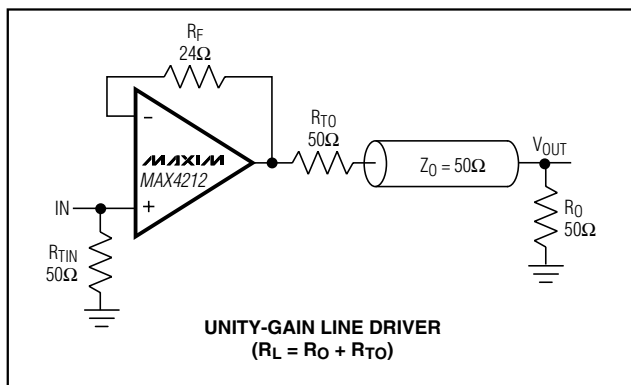 RF
24Ω
−
MAXIM
MAX4212
+
IN
RTIN
50Ω
RTO
50Ω
ZO = 50Ω
VOUT
RO
50Ω
UNITY-GAIN LINE DRIVER
(RL = RO + RTO)